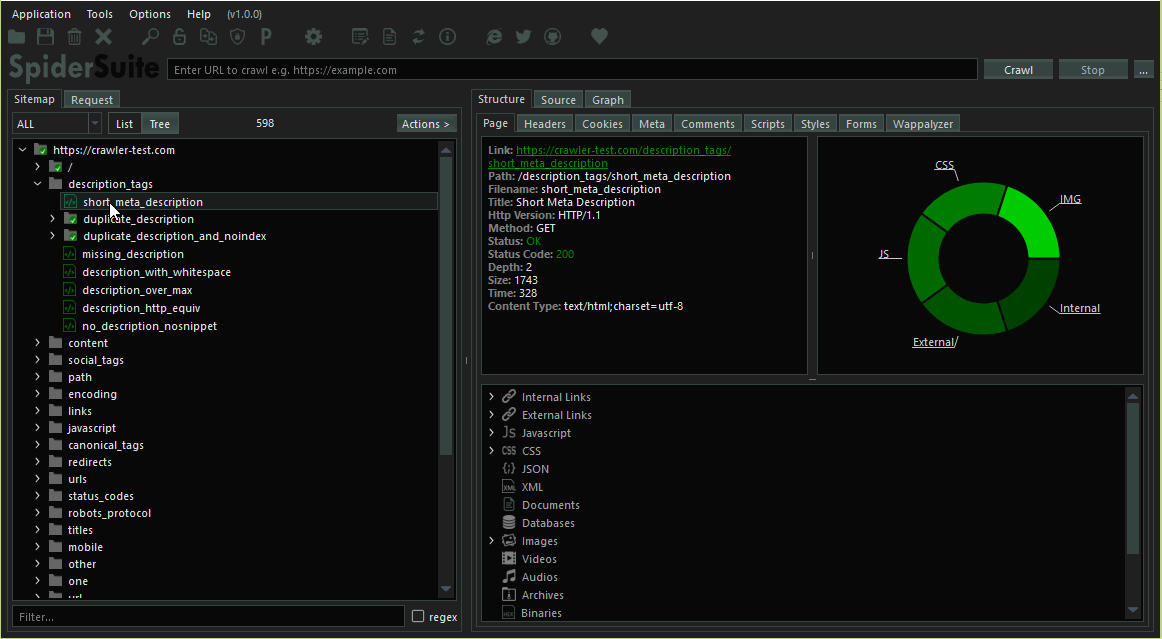 Application Tools Options Help (v1.0.0)
SpiderSuite
Enter URL to crawl e.g. https://example.com
Crawl
Stop
...
Sitemap
Request
ALL
List
Tree
598
Actions >
https://crawler-test.com
/
description_tags
short_meta_description
duplicate_description
duplicate_description_and_noindex
missing_description
description_with_whitespace
description_over_max
description_http_equiv
no_description_nosnippet
content
social_tags
path
encoding
links
javascript
canonical_tags
redirects
urls
status_codes
robots_protocol
titles
mobile
other
one
url
Filter...
regex
Structure
Source
Graph
Page
Headers
Cookies
Meta
Comments
Scripts
Styles
Forms
Wappalyzer
Link: https://crawler-test.com/description_tags/
short_meta_description
Path: /description_tags/short_meta_description
Filename: short_meta_description
Title: Short Meta Description
Http Version: HTTP/1.1
Method: GET
Status: OK
Status Code: 200
Depth: 2
Size: 1743
Time: 328
Content Type: text/html;charset=utf-8
CSS
IMG
JS
Internal
External
Internal Links
External Links
JS Javascript
CSS CSS
JSON
XML XML
Documents
Databases
Images
Videos
Audios
Archives
HEX Binaries